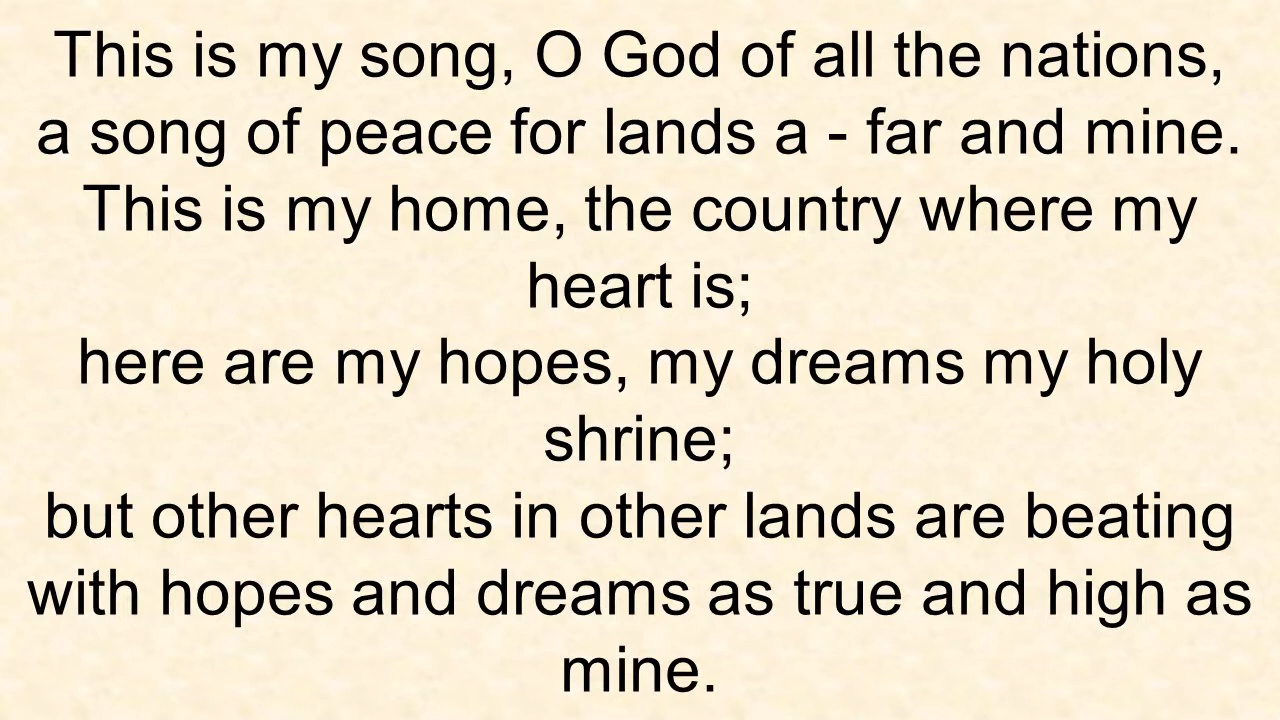 This is my song, O God of all the nations,
a song of peace for lands a - far and mine.
This is my home, the country where my
heart is;
here are my hopes, my dreams my holy
shrine;
but other hearts in other lands are beating
with hopes and dreams as true and high as
mine.